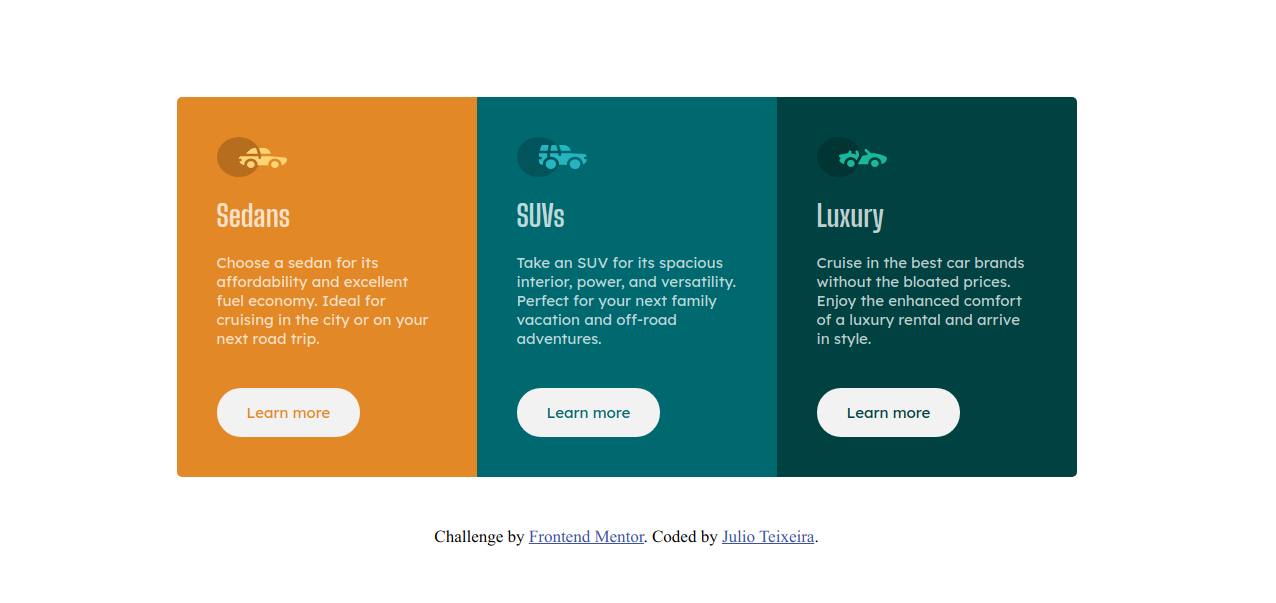 Sedans
Choose a sedan for its
affordability and excellent
fuel economy. Ideal for
cruising in the city or on your
next road trip.
Learn more
SUVs
Take an SUV for its spacious
interior, power, and versatility.
Perfect for your next family
vacation and off-road
adventures.
Learn more
Luxury
Cruise in the best car brands
without the bloated prices.
Enjoy the enhanced comfort
of a luxury rental and arrive
in style.
Learn more
Challenge by Frontend Mentor. Coded by Julio Teixeira.